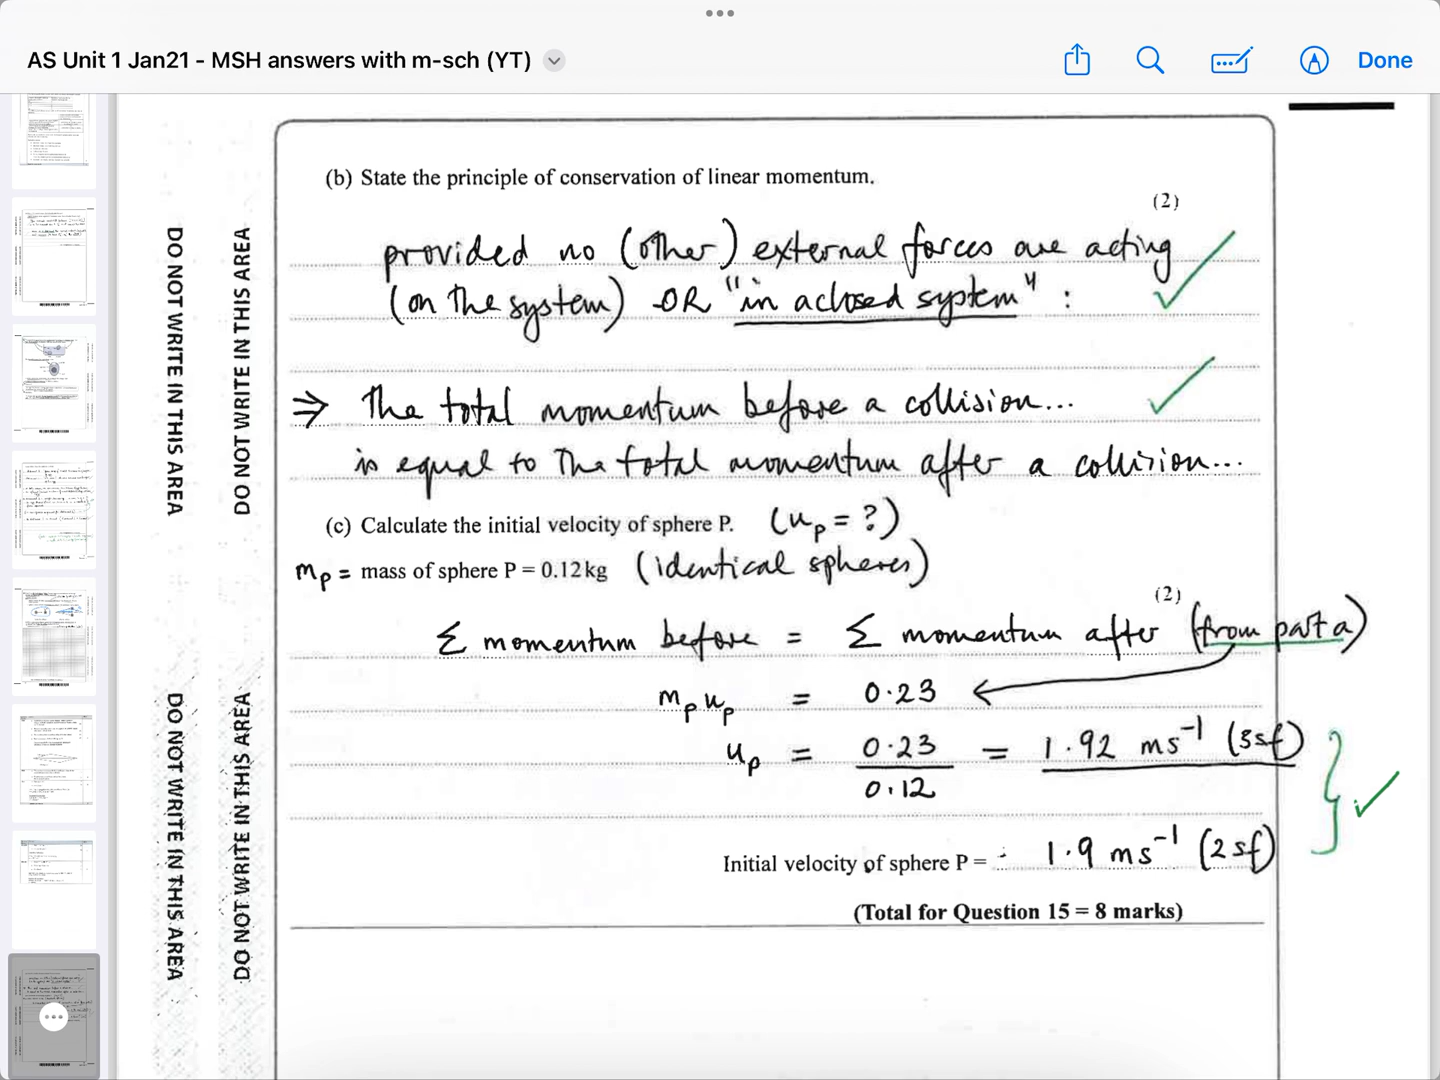 AS Unit 1 Jan21 - MSH answers with m-sch (YT)
Done
DO NOT WRITE IN THIS AREA
DO NOT WRITE IN THIS AREA
DO NOT WRITE IN THIS AREA
DO NOT WRITE IN THIS AREA
(b) State the principle of conservation of linear momentum.
(2)
provided no (other) external forces are acting
(on the system) OR "in a closed system" :
⇒ The total momentum before a collision...
is equal to the total momentum after a collision...
(c) Calculate the initial velocity of sphere P. (u_p = ?)
m_p = mass of sphere P = 0.12 kg (identical spheres)
(2)
Σ momentum before = Σ momentum after (from part a)
m_p u_p = 0.23
u_p = 0.23 / 0.12 = 1.92 ms⁻¹ (3sf)
Initial velocity of sphere P = 1.9 ms⁻¹ (2sf)
(Total for Question 15 = 8 marks)